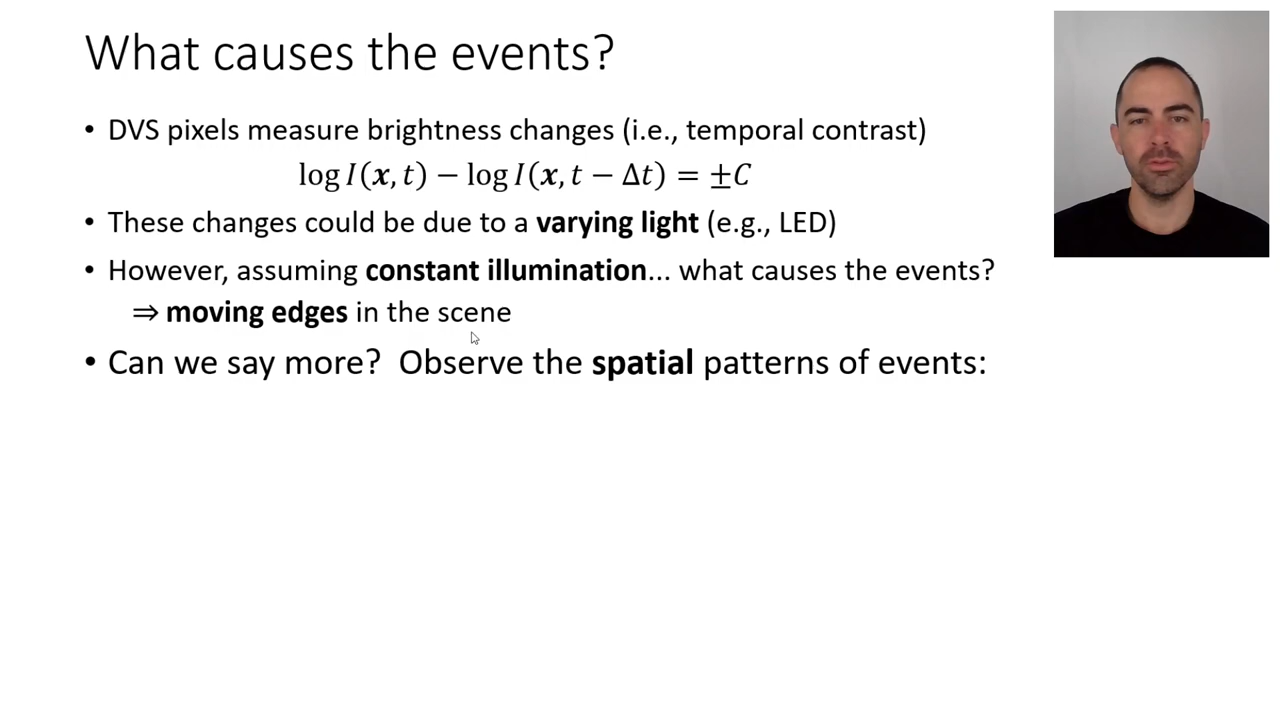 What causes the events?
• DVS pixels measure brightness changes (i.e., temporal contrast)
log I(x, t) − log I(x, t − Δt) = ±C
• These changes could be due to a varying light (e.g., LED)
• However, assuming constant illumination... what causes the events?
⇒ moving edges in the scene
• Can we say more? Observe the spatial patterns of events: